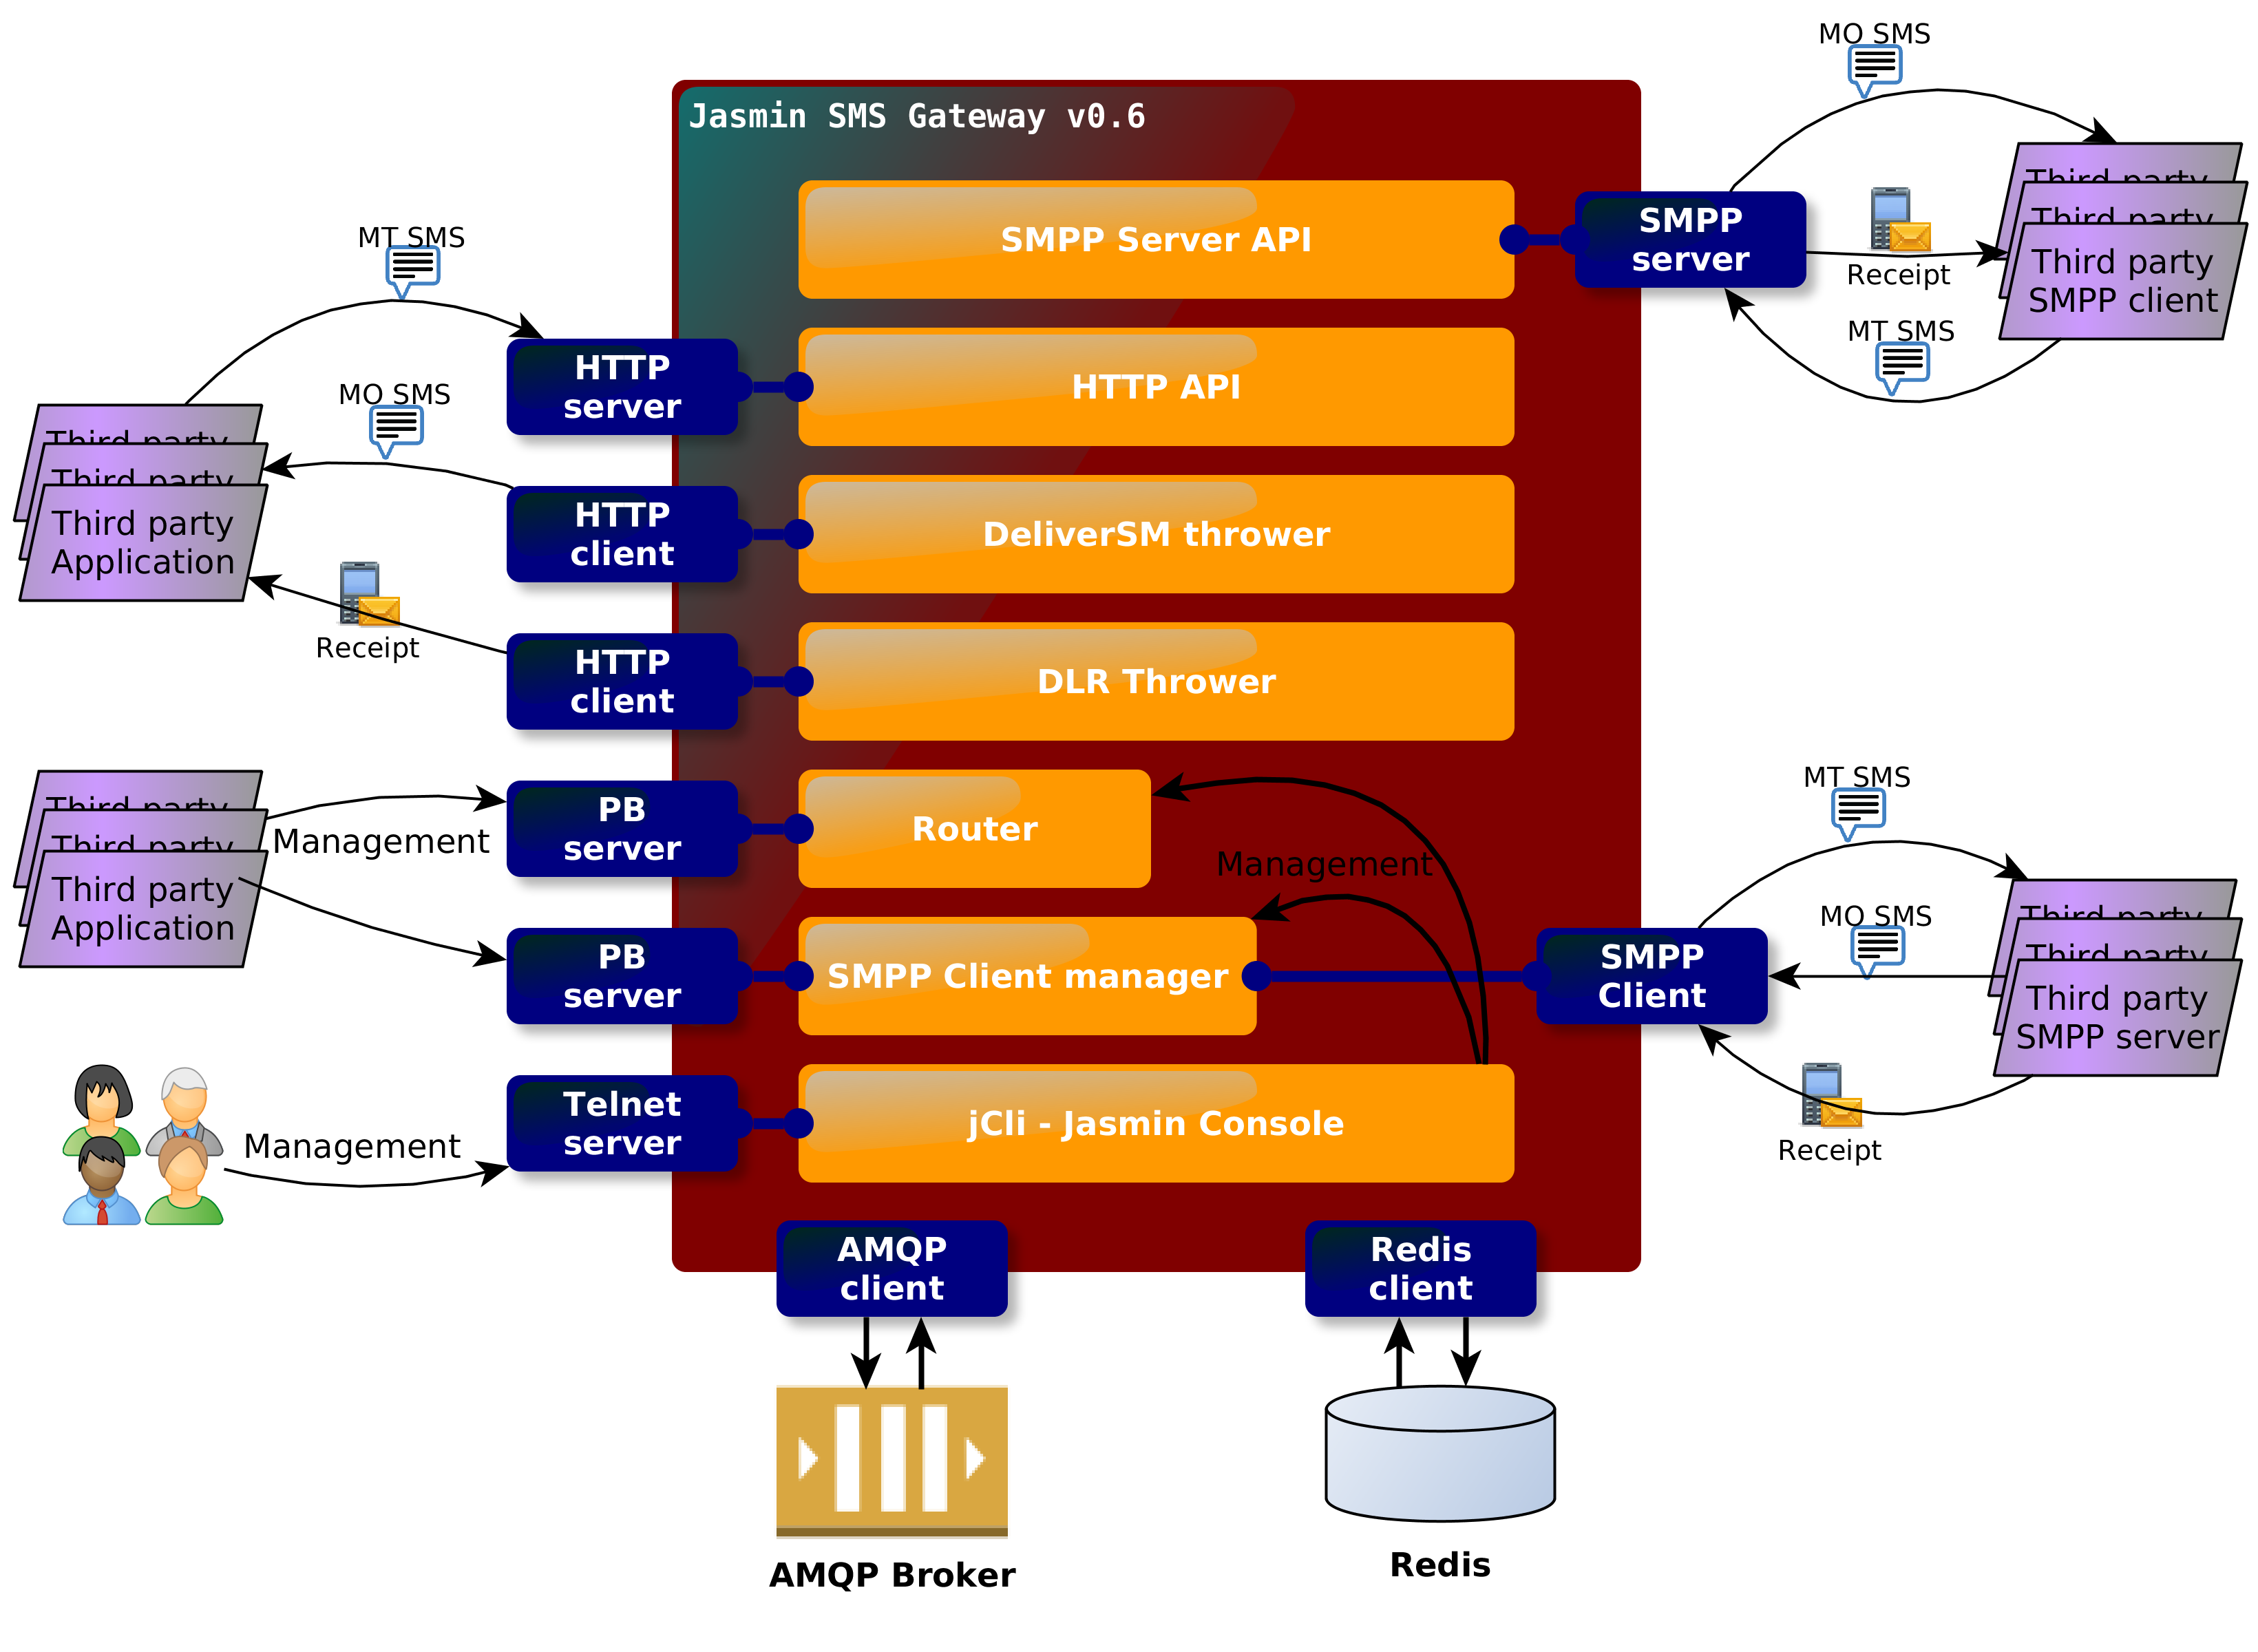 MO SMS
Jasmin SMS Gateway v0.6
Third party
Third party
Third party
SMPP client
SMPP Server API
SMPP
server
Receipt
MT SMS
MT SMS
HTTP
server
HTTP API
MO SMS
Third party
Third party
Third party
Application
HTTP
client
DeliverSM thrower
Receipt
HTTP
client
DLR Thrower
Third party
Third party
Third party
Application
Management
PB
server
Router
Management
MT SMS
MO SMS
PB
server
SMPP Client manager
SMPP
Client
Third party
Third party
Third party
SMPP server
Receipt
Management
Telnet
server
jCli - Jasmin Console
AMQP
client
Redis
client
AMQP Broker
Redis